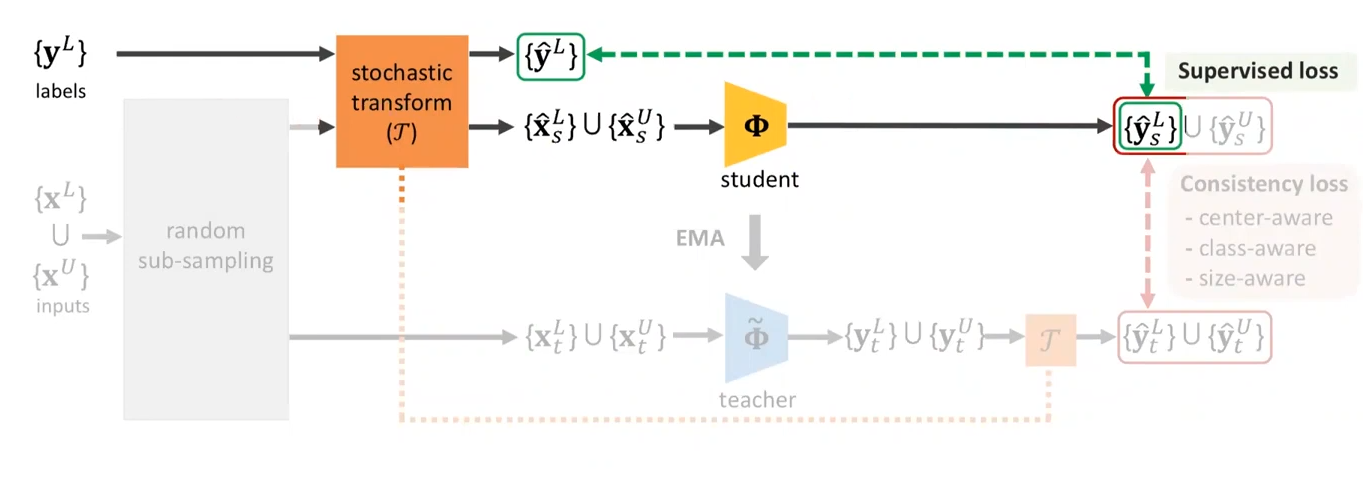 {𝐲^L}
labels
stochastic
transform
(𝒯)
{ŷ^L}
Supervised loss
{x̂_s^L} ∪ {x̂_s^U}
Φ
student
{ŷ_s^L} ∪ {ŷ_s^U}
{x^L}
∪
{x^U}
inputs
random
sub-sampling
EMA
Consistency loss
- center-aware
- class-aware
- size-aware
{x_t^L} ∪ {x_t^U}
Φ̃
teacher
{y_t^L} ∪ {y_t^U}
𝒯
{ŷ_t^L} ∪ {ŷ_t^U}